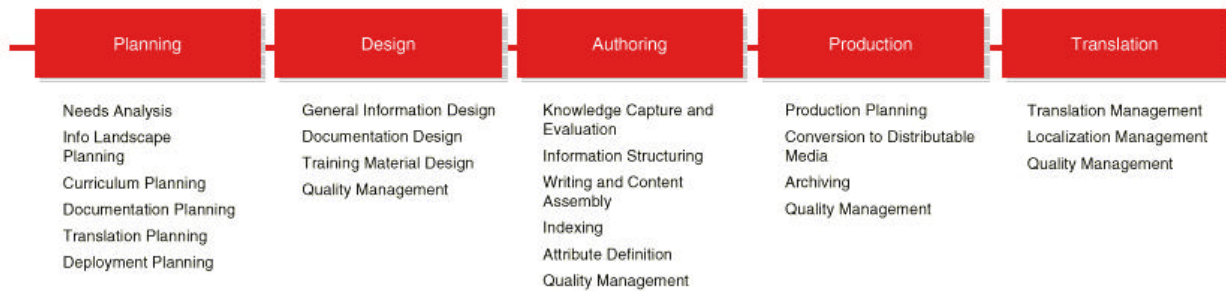 Planning
Needs Analysis
Info Landscape
Planning
Curriculum Planning
Documentation Planning
Translation Planning
Deployment Planning
Design
General Information Design
Documentation Design
Training Material Design
Quality Management
Authoring
Knowledge Capture and
Evaluation
Information Structuring
Writing and Content
Assembly
Indexing
Attribute Definition
Quality Management
Production
Production Planning
Conversion to Distributable
Media
Archiving
Quality Management
Translation
Translation Management
Localization Management
Quality Management